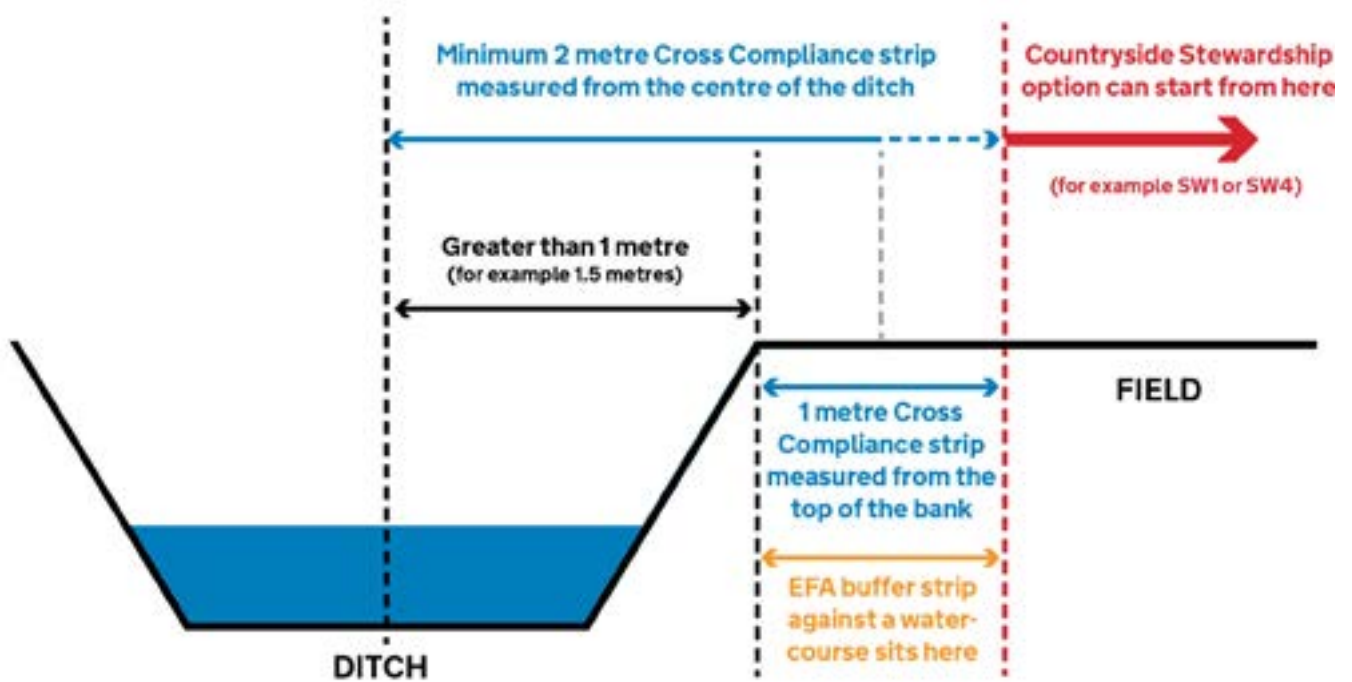 Minimum 2 metre Cross Compliance strip
measured from the centre of the ditch
Countryside Stewardship
option can start from here
(for example SW1 or SW4)
Greater than 1 metre
(for example 1.5 metres)
FIELD
1 metre Cross
Compliance strip
measured from the
top of the bank
EFA buffer strip
against a water-
course sits here
DITCH